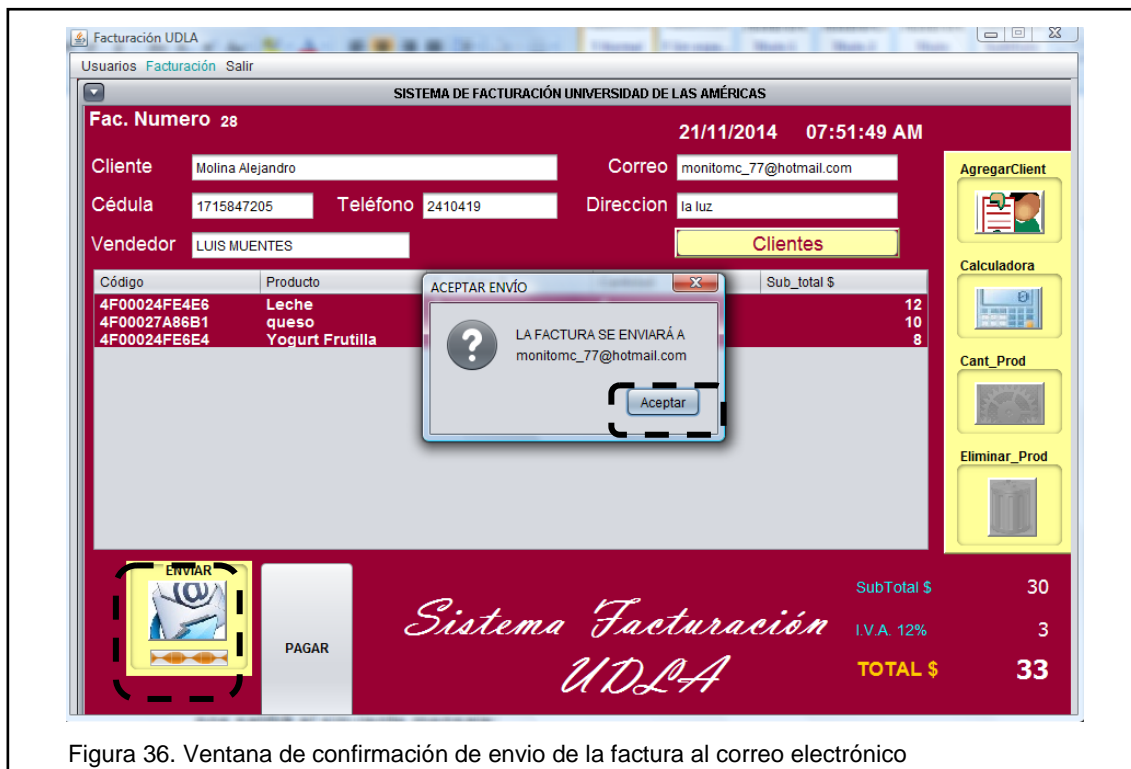 Facturación UDLA
Usuarios Facturación Salir
SISTEMA DE FACTURACIÓN UNIVERSIDAD DE LAS AMÉRICAS
Fac. Numero 28
21/11/2014 07:51:49 AM
Cliente Molina Alejandro Correo monitomc_77@hotmail.com
Cédula 1715847205 Teléfono 2410419 Direccion la luz
Vendedor LUIS MUENTES Clientes
Código Producto Sub_total $
4F00024FE4E6 Leche 12
4F00027A86B1 queso 10
4F00024FE6E4 Yogurt Frutilla 8
ACEPTAR ENVÍO
LA FACTURA SE ENVIARÁ A
monitomc_77@hotmail.com
Aceptar
AgregarClient
Calculadora
Cant_Prod
Eliminar_Prod
ENVIAR
PAGAR
Sistema Facturación
UDLA
SubTotal $ 30
I.V.A. 12% 3
TOTAL $ 33
Figura 36. Ventana de confirmación de envio de la factura al correo electrónico